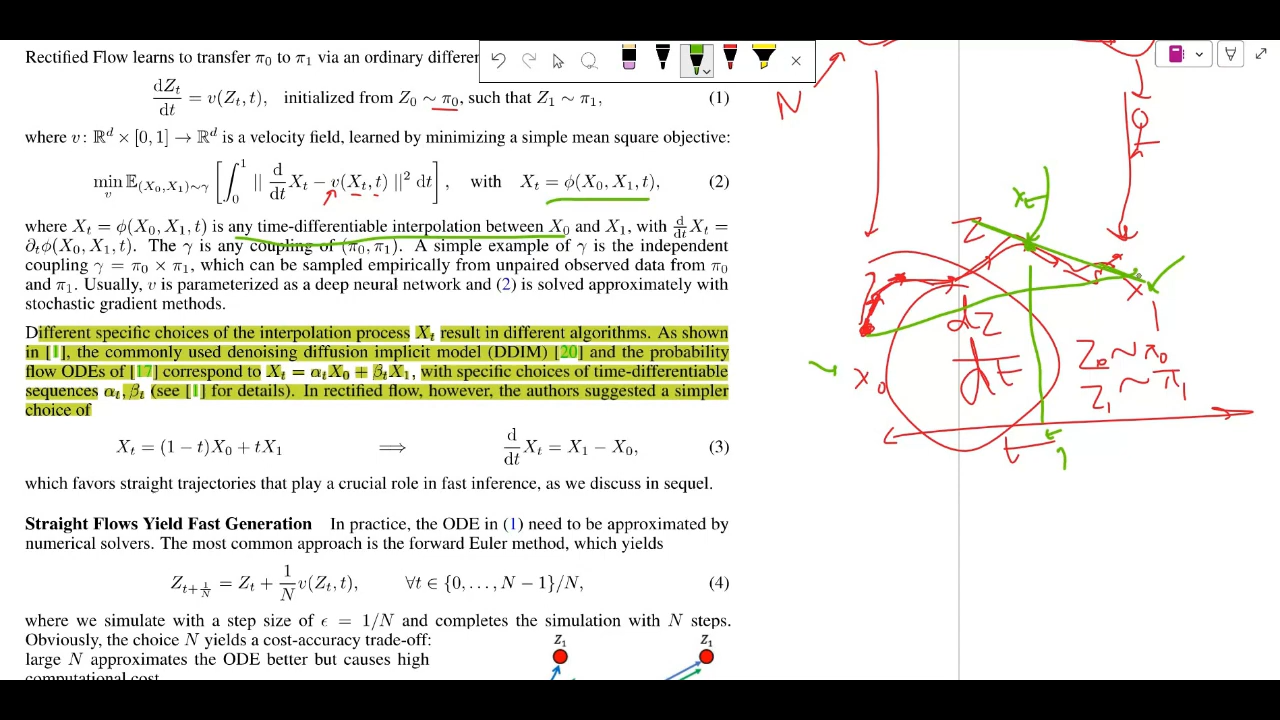 Rectified Flow learns to transfer π₀ to π₁ via an ordinary differen
dZₜ/dt = v(Zₜ, t), initialized from Z₀ ∼ π₀, such that Z₁ ∼ π₁, (1)
where v: ℝᵈ × [0, 1] → ℝᵈ is a velocity field, learned by minimizing a simple mean square objective:
min_v 𝔼_{(X₀,X₁)∼γ} [ ∫₀¹ || d/dt Xₜ − v(Xₜ, t) ||² dt ], with Xₜ = ϕ(X₀, X₁, t), (2)
where Xₜ = ϕ(X₀, X₁, t) is any time-differentiable interpolation between X₀ and X₁, with d/dt Xₜ =
∂ₜϕ(X₀, X₁, t). The γ is any coupling of (π₀, π₁). A simple example of γ is the independent
coupling γ = π₀ × π₁, which can be sampled empirically from unpaired observed data from π₀
and π₁. Usually, v is parameterized as a deep neural network and (2) is solved approximately with
stochastic gradient methods.
Different specific choices of the interpolation process Xₜ result in different algorithms. As shown
in [1], the commonly used denoising diffusion implicit model (DDIM) [20] and the probability
flow ODEs of [17] correspond to Xₜ = αₜX₀ + βₜX₁, with specific choices of time-differentiable
sequences αₜ, βₜ (see [1] for details). In rectified flow, however, the authors suggested a simpler
choice of
Xₜ = (1 − t)X₀ + tX₁ ⟹ d/dt Xₜ = X₁ − X₀, (3)
which favors straight trajectories that play a crucial role in fast inference, as we discuss in sequel.
Straight Flows Yield Fast Generation In practice, the ODE in (1) need to be approximated by
numerical solvers. The most common approach is the forward Euler method, which yields
Z_{t+1/N} = Zₜ + 1/N v(Zₜ, t), ∀t ∈ {0, . . . , N − 1}/N, (4)
where we simulate with a step size of ϵ = 1/N and completes the simulation with N steps.
Obviously, the choice N yields a cost-accuracy trade-off:
large N approximates the ODE better but causes high
computational cost
Z₁
Z₁
N
Xₜ
Z
X
1
dZ/dt
X₀
Z₀ ~ π₀
Z₁ ~ π₁
t